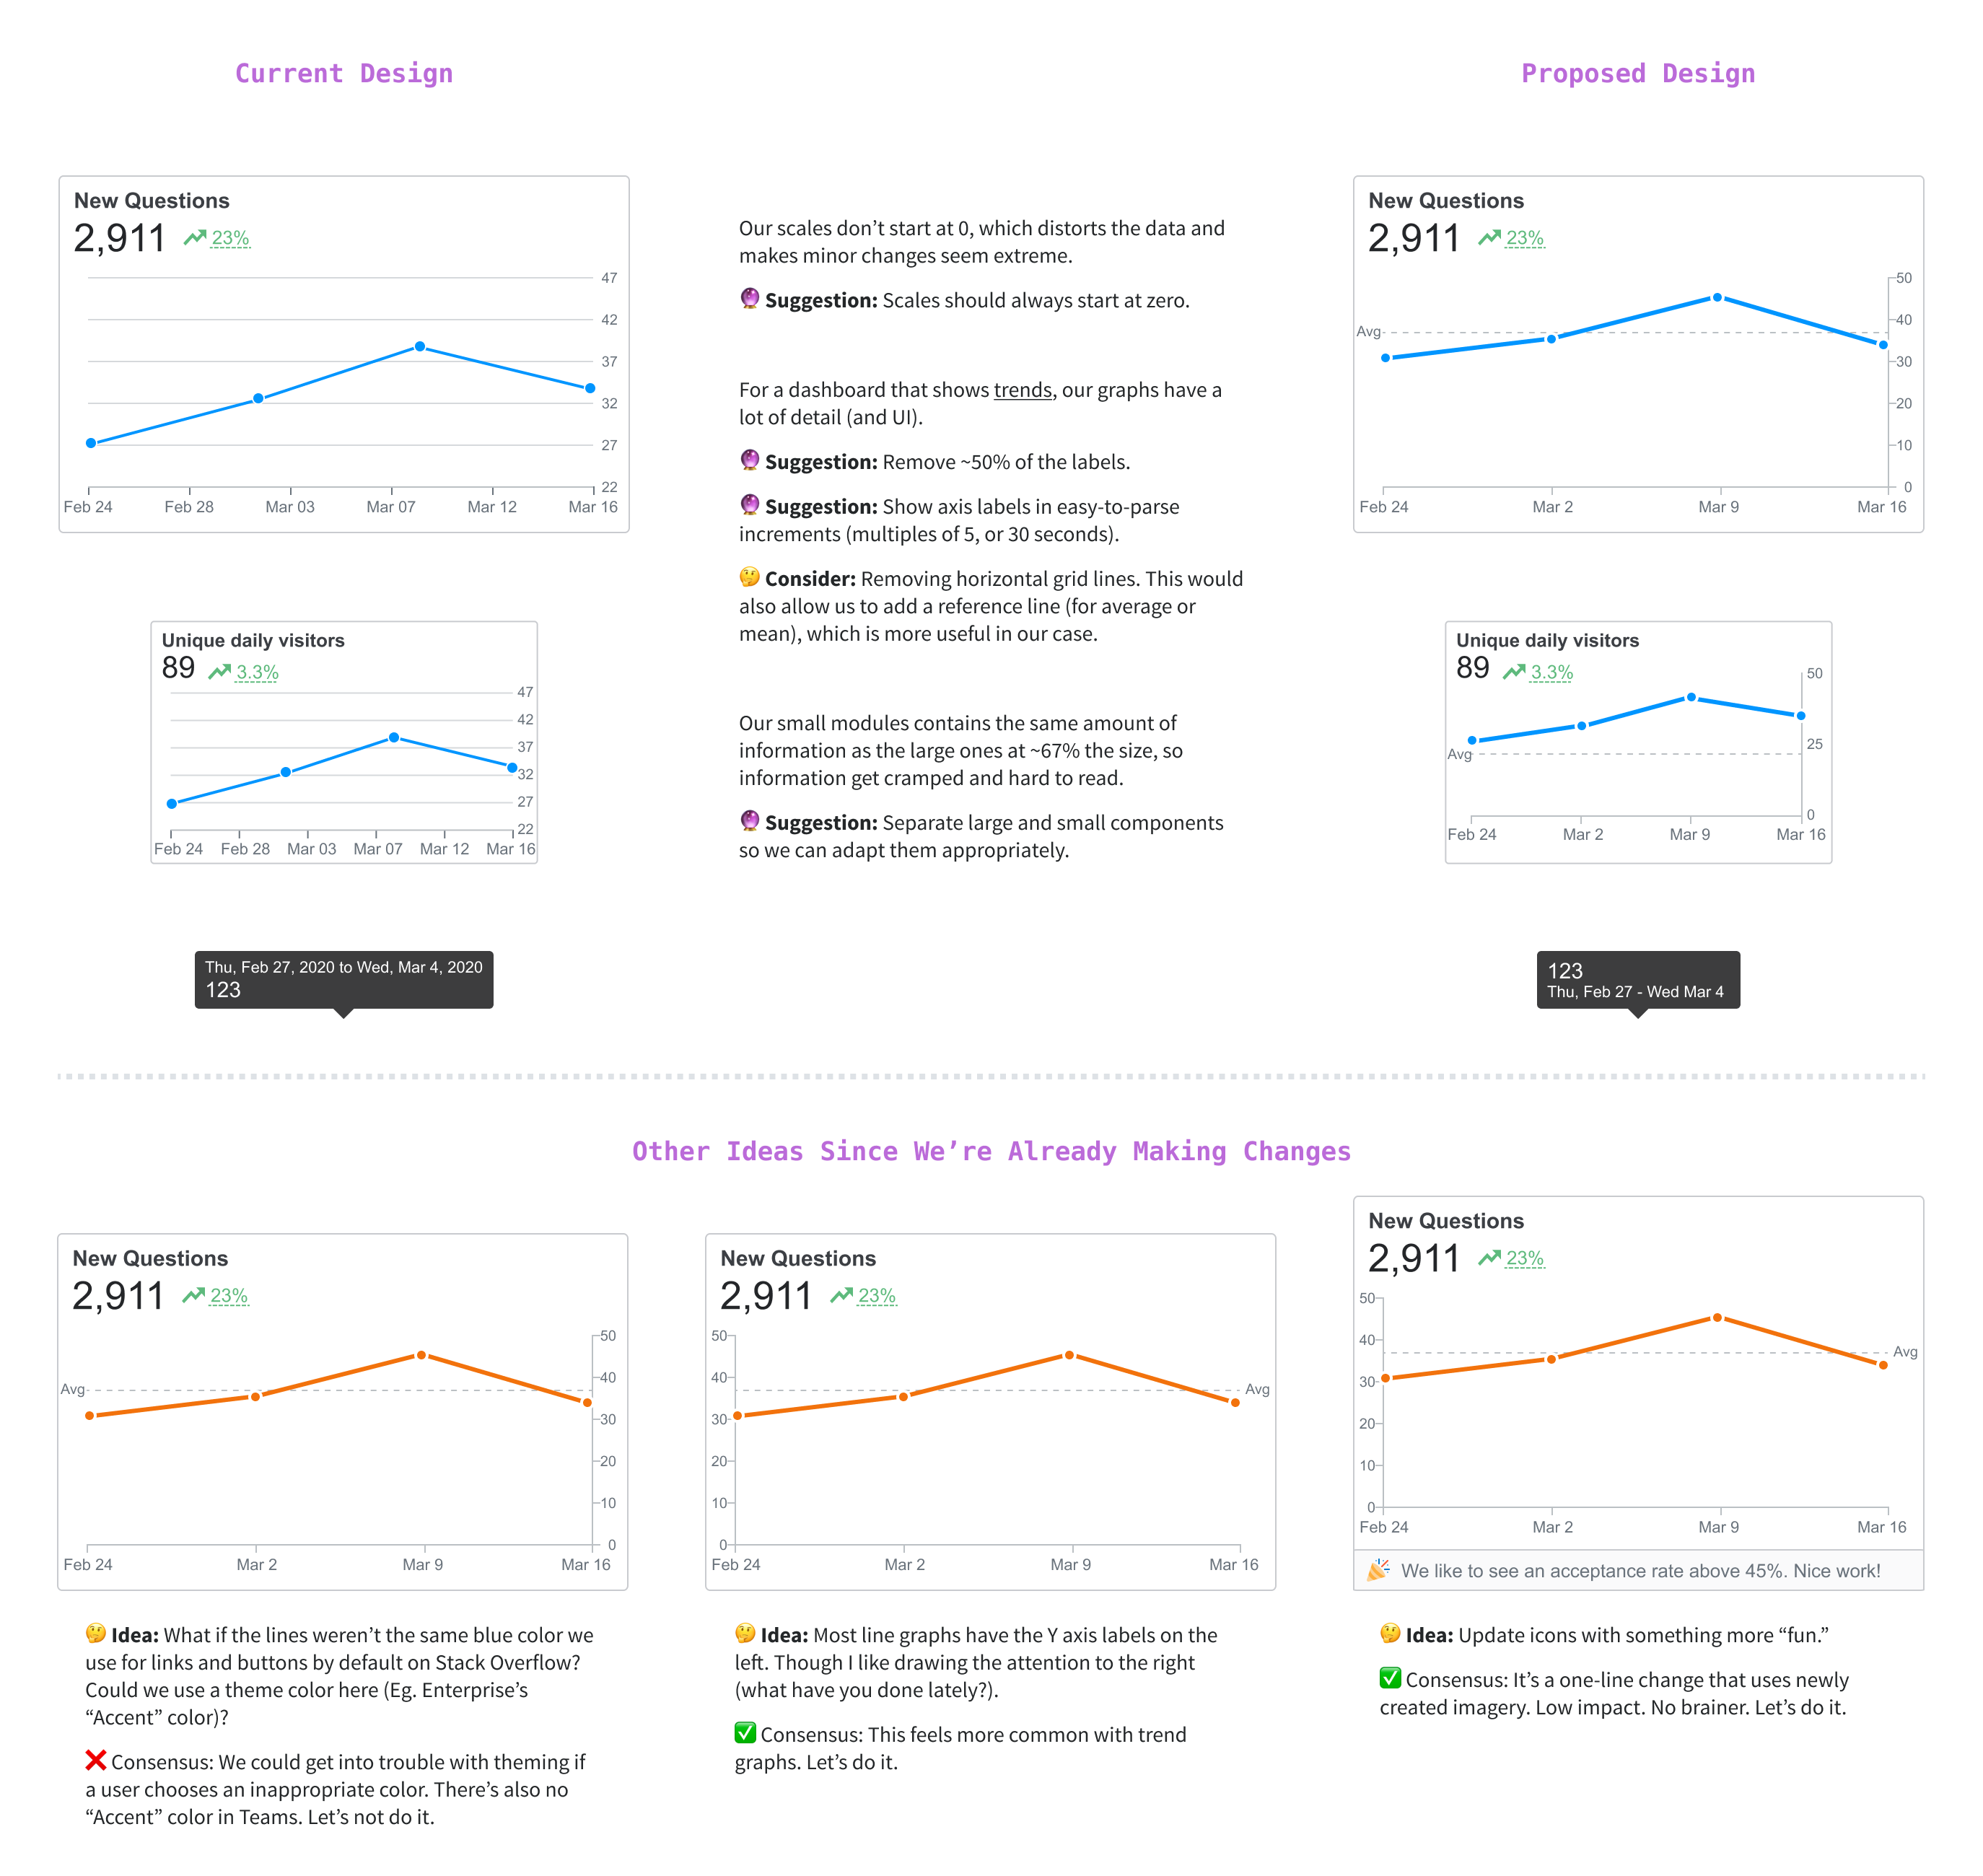 Current Design
Proposed Design
New Questions
2,911 23%
47
42
37
32
27
22
Feb 24 Feb 28 Mar 03 Mar 07 Mar 12 Mar 16
Unique daily visitors
89 3.3%
47
42
37
32
27
22
Feb 24 Feb 28 Mar 03 Mar 07 Mar 12 Mar 16
Thu, Feb 27, 2020 to Wed, Mar 4, 2020
123
Our scales don’t start at 0, which distorts the data and
makes minor changes seem extreme.
🔮 Suggestion: Scales should always start at zero.
For a dashboard that shows trends, our graphs have a
lot of detail (and UI).
🔮 Suggestion: Remove ~50% of the labels.
🔮 Suggestion: Show axis labels in easy-to-parse
increments (multiples of 5, or 30 seconds).
🤔 Consider: Removing horizontal grid lines. This would
also allow us to add a reference line (for average or
mean), which is more useful in our case.
Our small modules contains the same amount of
information as the large ones at ~67% the size, so
information get cramped and hard to read.
🔮 Suggestion: Separate large and small components
so we can adapt them appropriately.
New Questions
2,911 23%
50
Avg 40
30
20
10
0
Feb 24 Mar 2 Mar 9 Mar 16
Unique daily visitors
89 3.3%
50
25
Avg
0
Feb 24 Mar 2 Mar 9 Mar 16
123
Thu, Feb 27 - Wed Mar 4
Other Ideas Since We’re Already Making Changes
New Questions
2,911 23%
50
Avg 40
30
20
10
0
Feb 24 Mar 2 Mar 9 Mar 16
🤔 Idea: What if the lines weren’t the same blue color we
use for links and buttons by default on Stack Overflow?
Could we use a theme color here (Eg. Enterprise’s
“Accent” color)?
❌ Consensus: We could get into trouble with theming if
a user chooses an inappropriate color. There’s also no
“Accent” color in Teams. Let’s not do it.
New Questions
2,911 23%
50
40 Avg
30
20
10
0
Feb 24 Mar 2 Mar 9 Mar 16
🤔 Idea: Most line graphs have the Y axis labels on the
left. Though I like drawing the attention to the right
(what have you done lately?).
✅ Consensus: This feels more common with trend
graphs. Let’s do it.
New Questions
2,911 23%
50
40 Avg
30
20
10
0
Feb 24 Mar 2 Mar 9 Mar 16
🎉 We like to see an acceptance rate above 45%. Nice work!
🤔 Idea: Update icons with something more “fun.”
✅ Consensus: It’s a one-line change that uses newly
created imagery. Low impact. No brainer. Let’s do it.